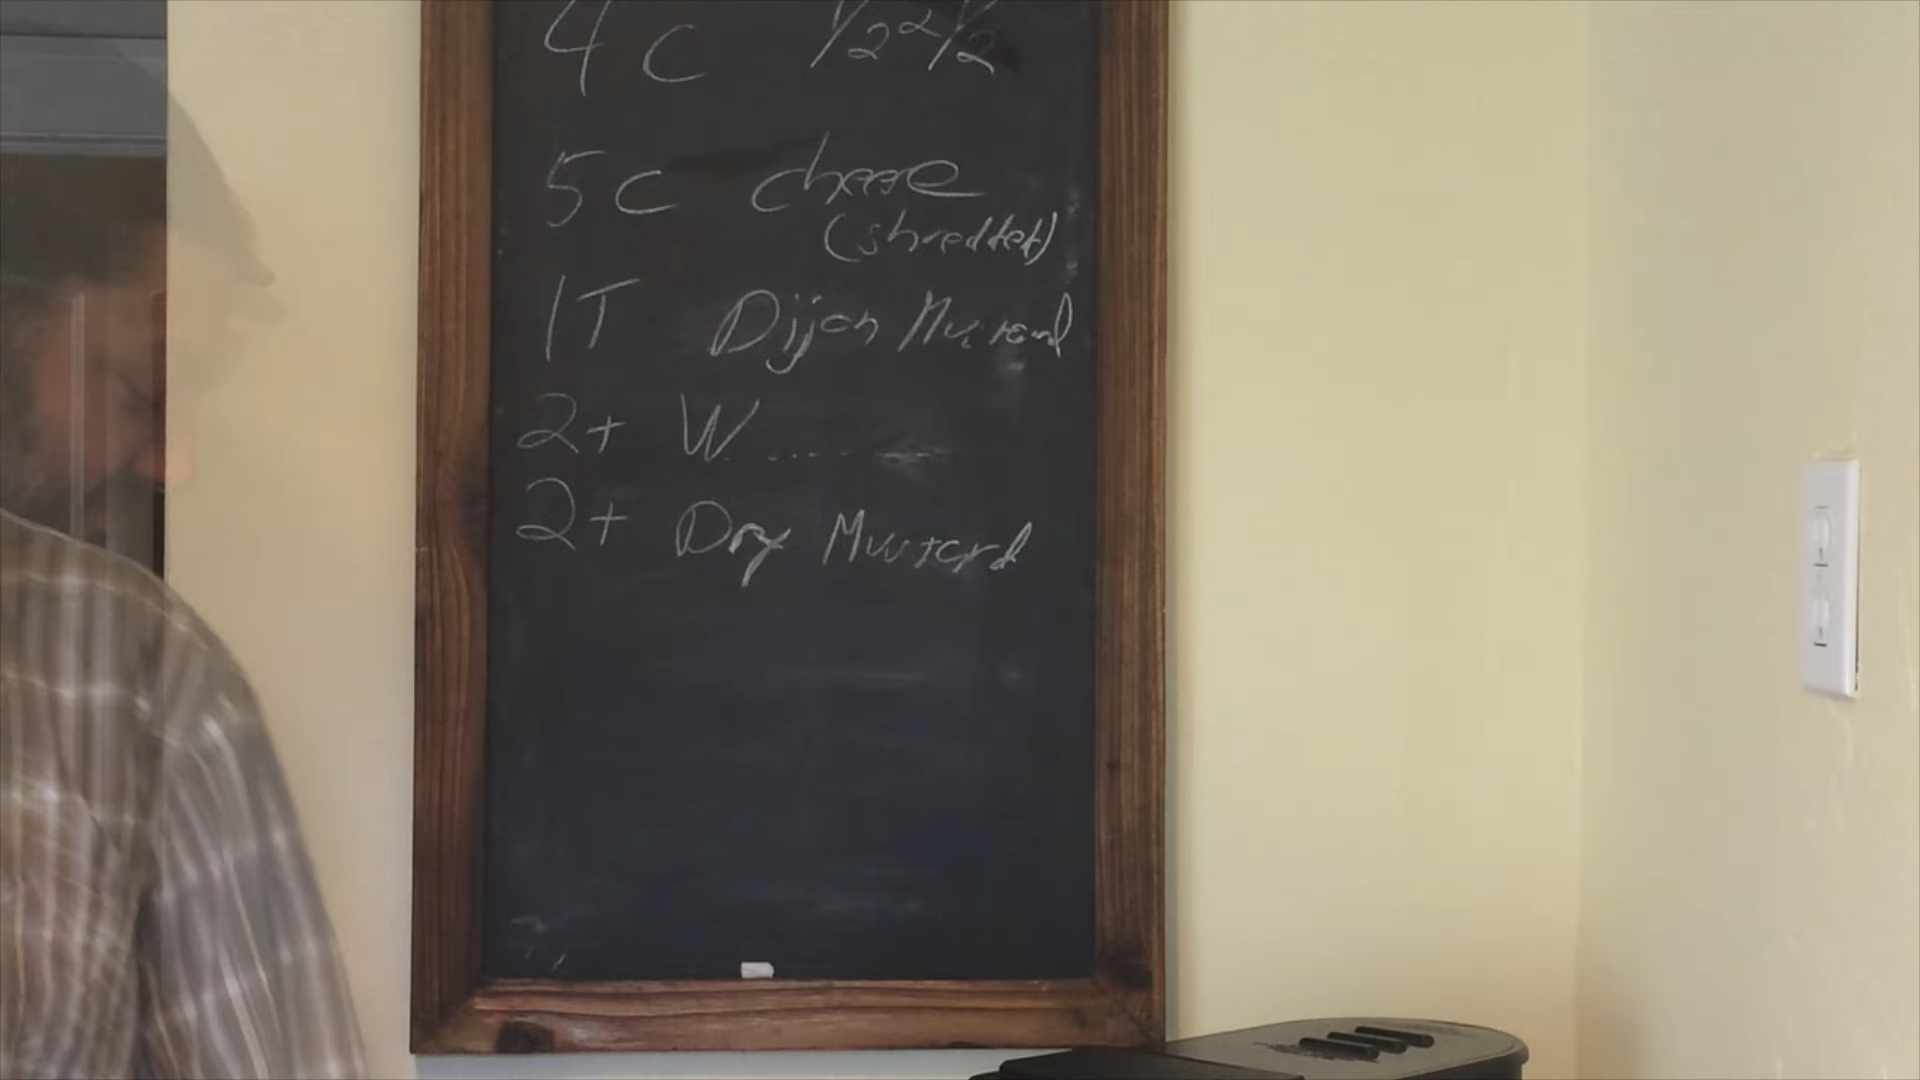 4 C 1/2 & 1/2
5 C cheese
(shredded)
1 T Dijon Mustard
2 t W.....
2 t Dry Mustard